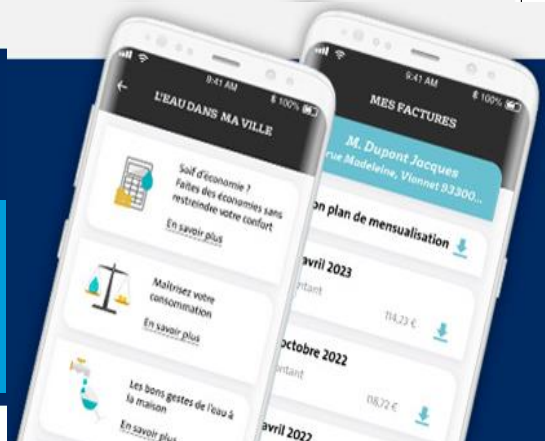 9:41 AM
100%
L'EAU DANS MA VILLE
Soif d'économie ?
Faites des économies sans
restreindre votre confort
En savoir plus
Maîtrisez votre
consommation
En savoir plus
Les bons gestes de l'eau à
la maison
En savoir plus
9:41 AM
100%
MES FACTURES
M. Dupont Jacques
rue Madeleine, Vionnet 93300...
plan de mensualisation
avril 2023
114,23 €
octobre 2022
118,72 €
avril 2022